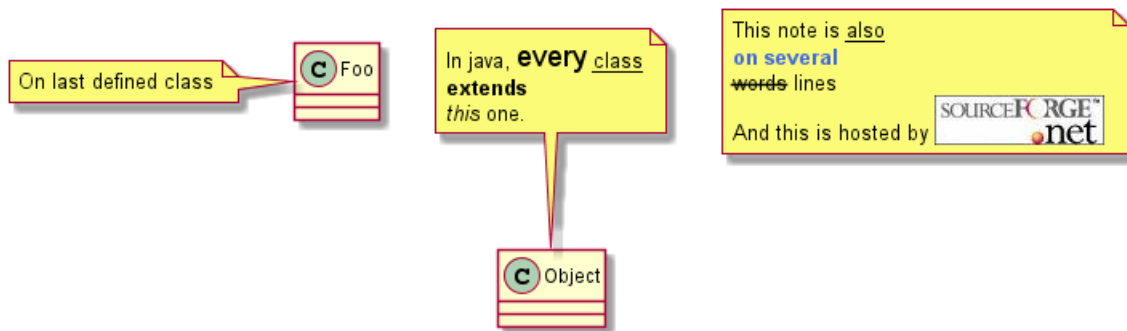 On last defined class
C Foo
In java, every class
extends
this one.
C Object
This note is also
on several
words lines
And this is hosted by SOURCEFORGE™
.net